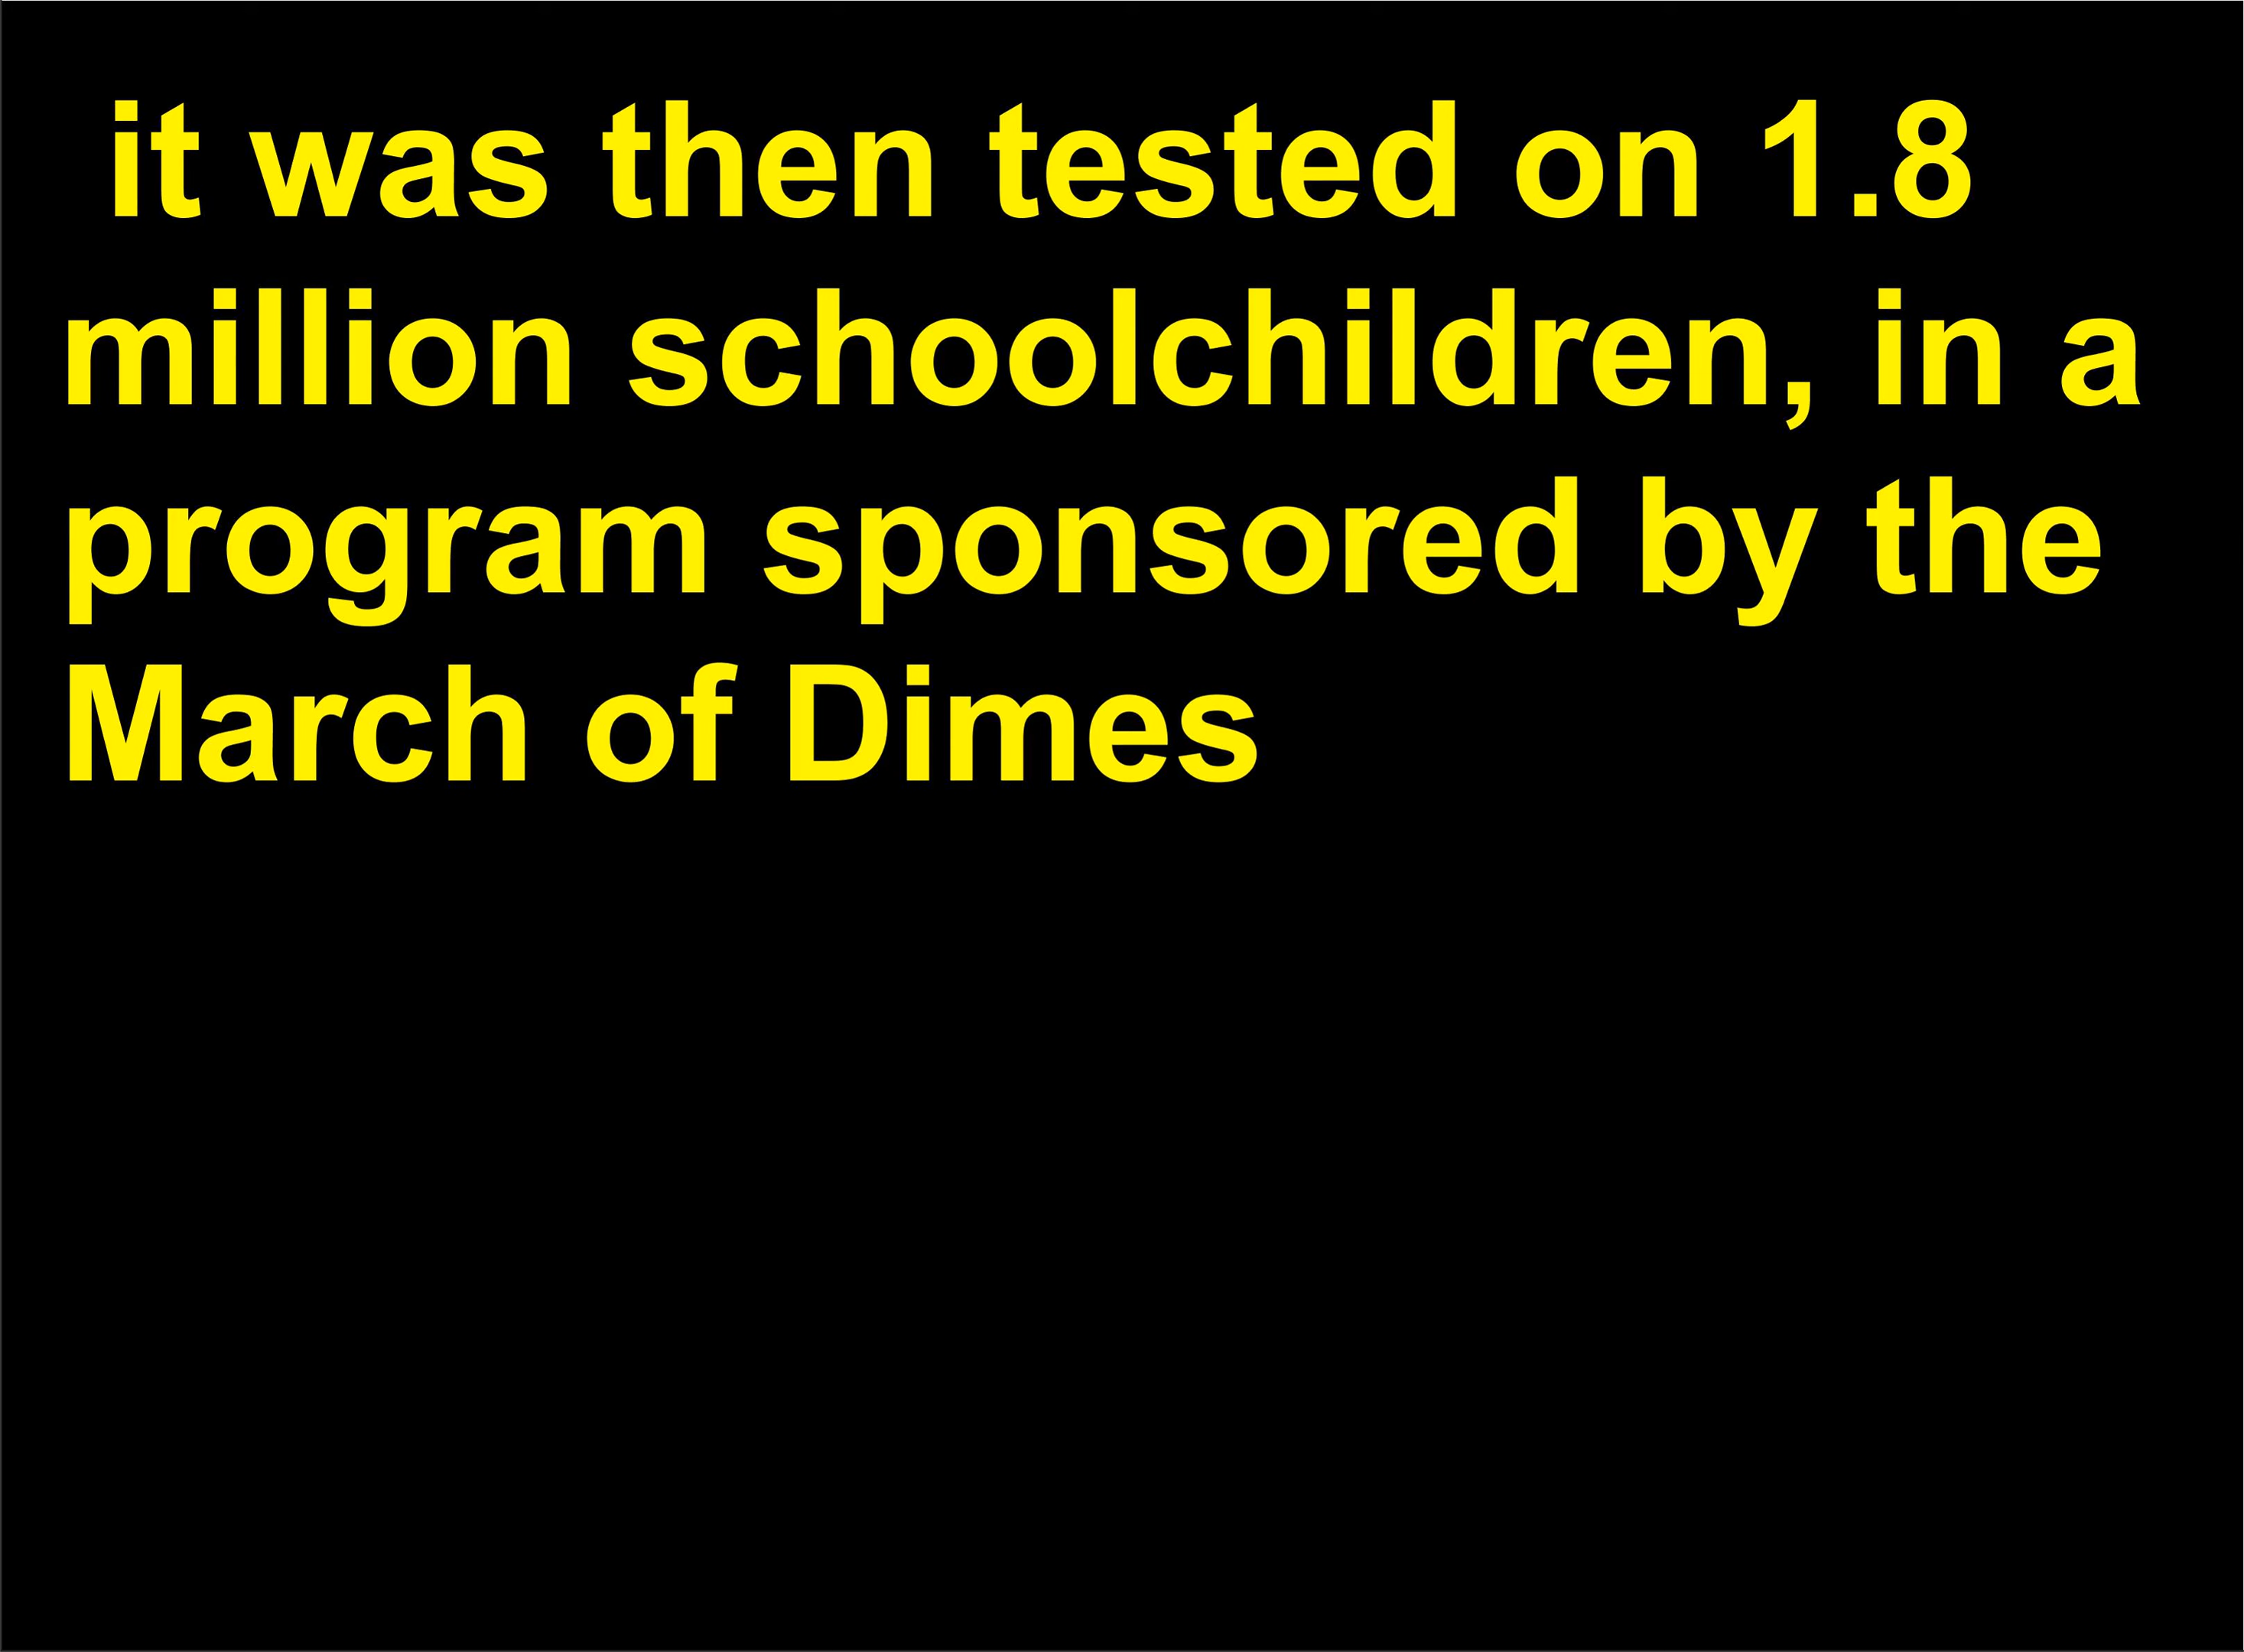 it was then tested on 1.8
million schoolchildren, in a
program sponsored by the
March of Dimes